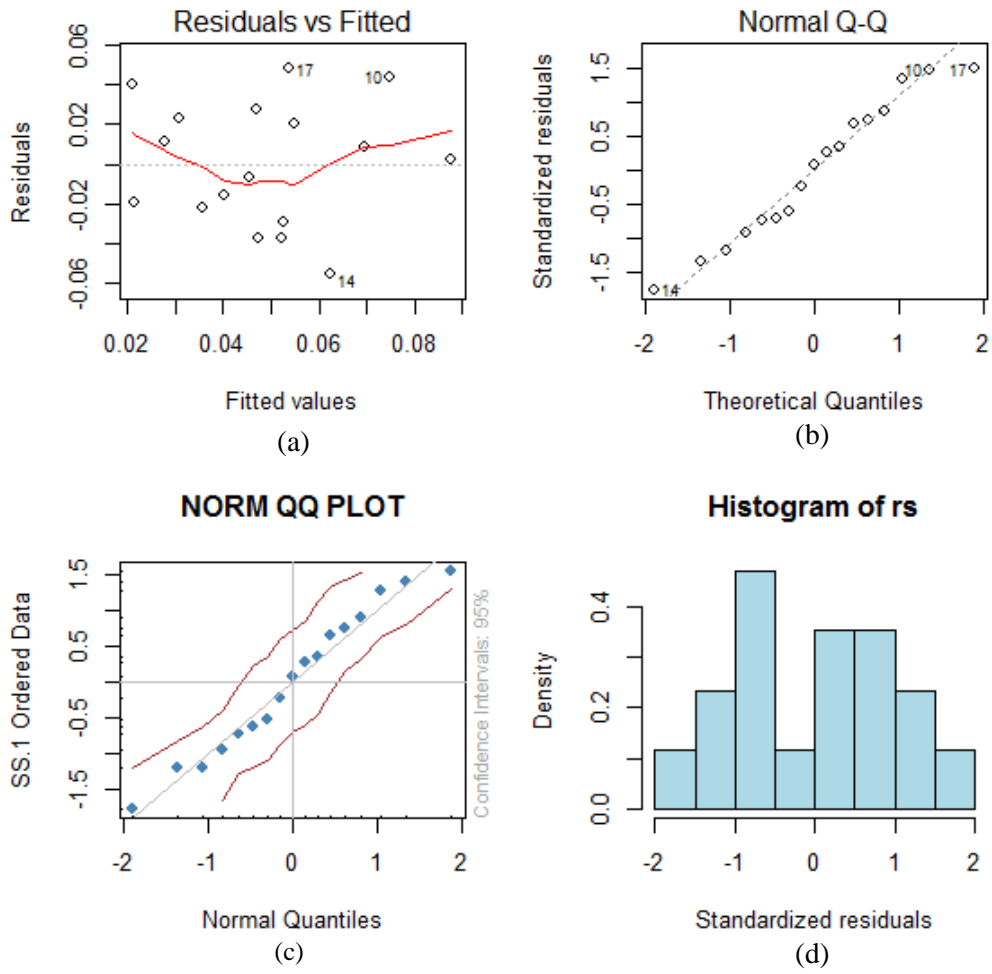 Residuals vs Fitted
Residuals
-0.06 -0.02 0.02 0.06
17
10
14
0.02 0.04 0.06 0.08
Fitted values
(a)
Normal Q-Q
Standardized residuals
-1.5 -0.5 0.5 1.5
10
17
14
-2 -1 0 1 2
Theoretical Quantiles
(b)
NORM QQ PLOT
SS.1 Ordered Data
-1.5 -0.5 0.5 1.5
Confidence Intervals: 95%
-2 -1 0 1 2
Normal Quantiles
(c)
Histogram of rs
Density
0.0 0.2 0.4
-2 -1 0 1 2
Standardized residuals
(d)